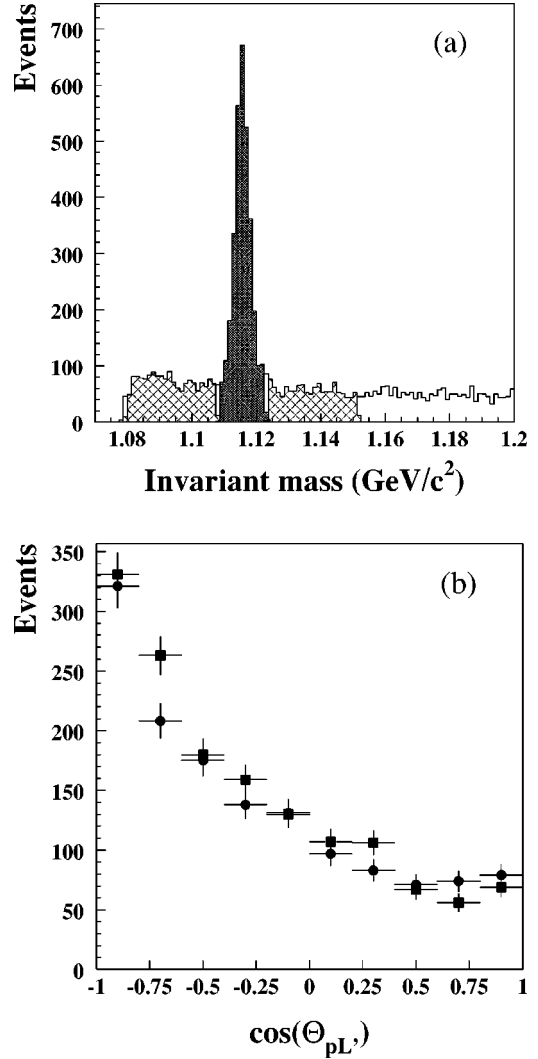 (a)
Events
700
600
500
400
300
200
100
0
1.08 1.1 1.12 1.14 1.16 1.18 1.2
Invariant mass (GeV/c²)
(b)
Events
350
300
250
200
150
100
50
0
-1 -0.75 -0.5 -0.25 0 0.25 0.5 0.75 1
cos(ΘpL')